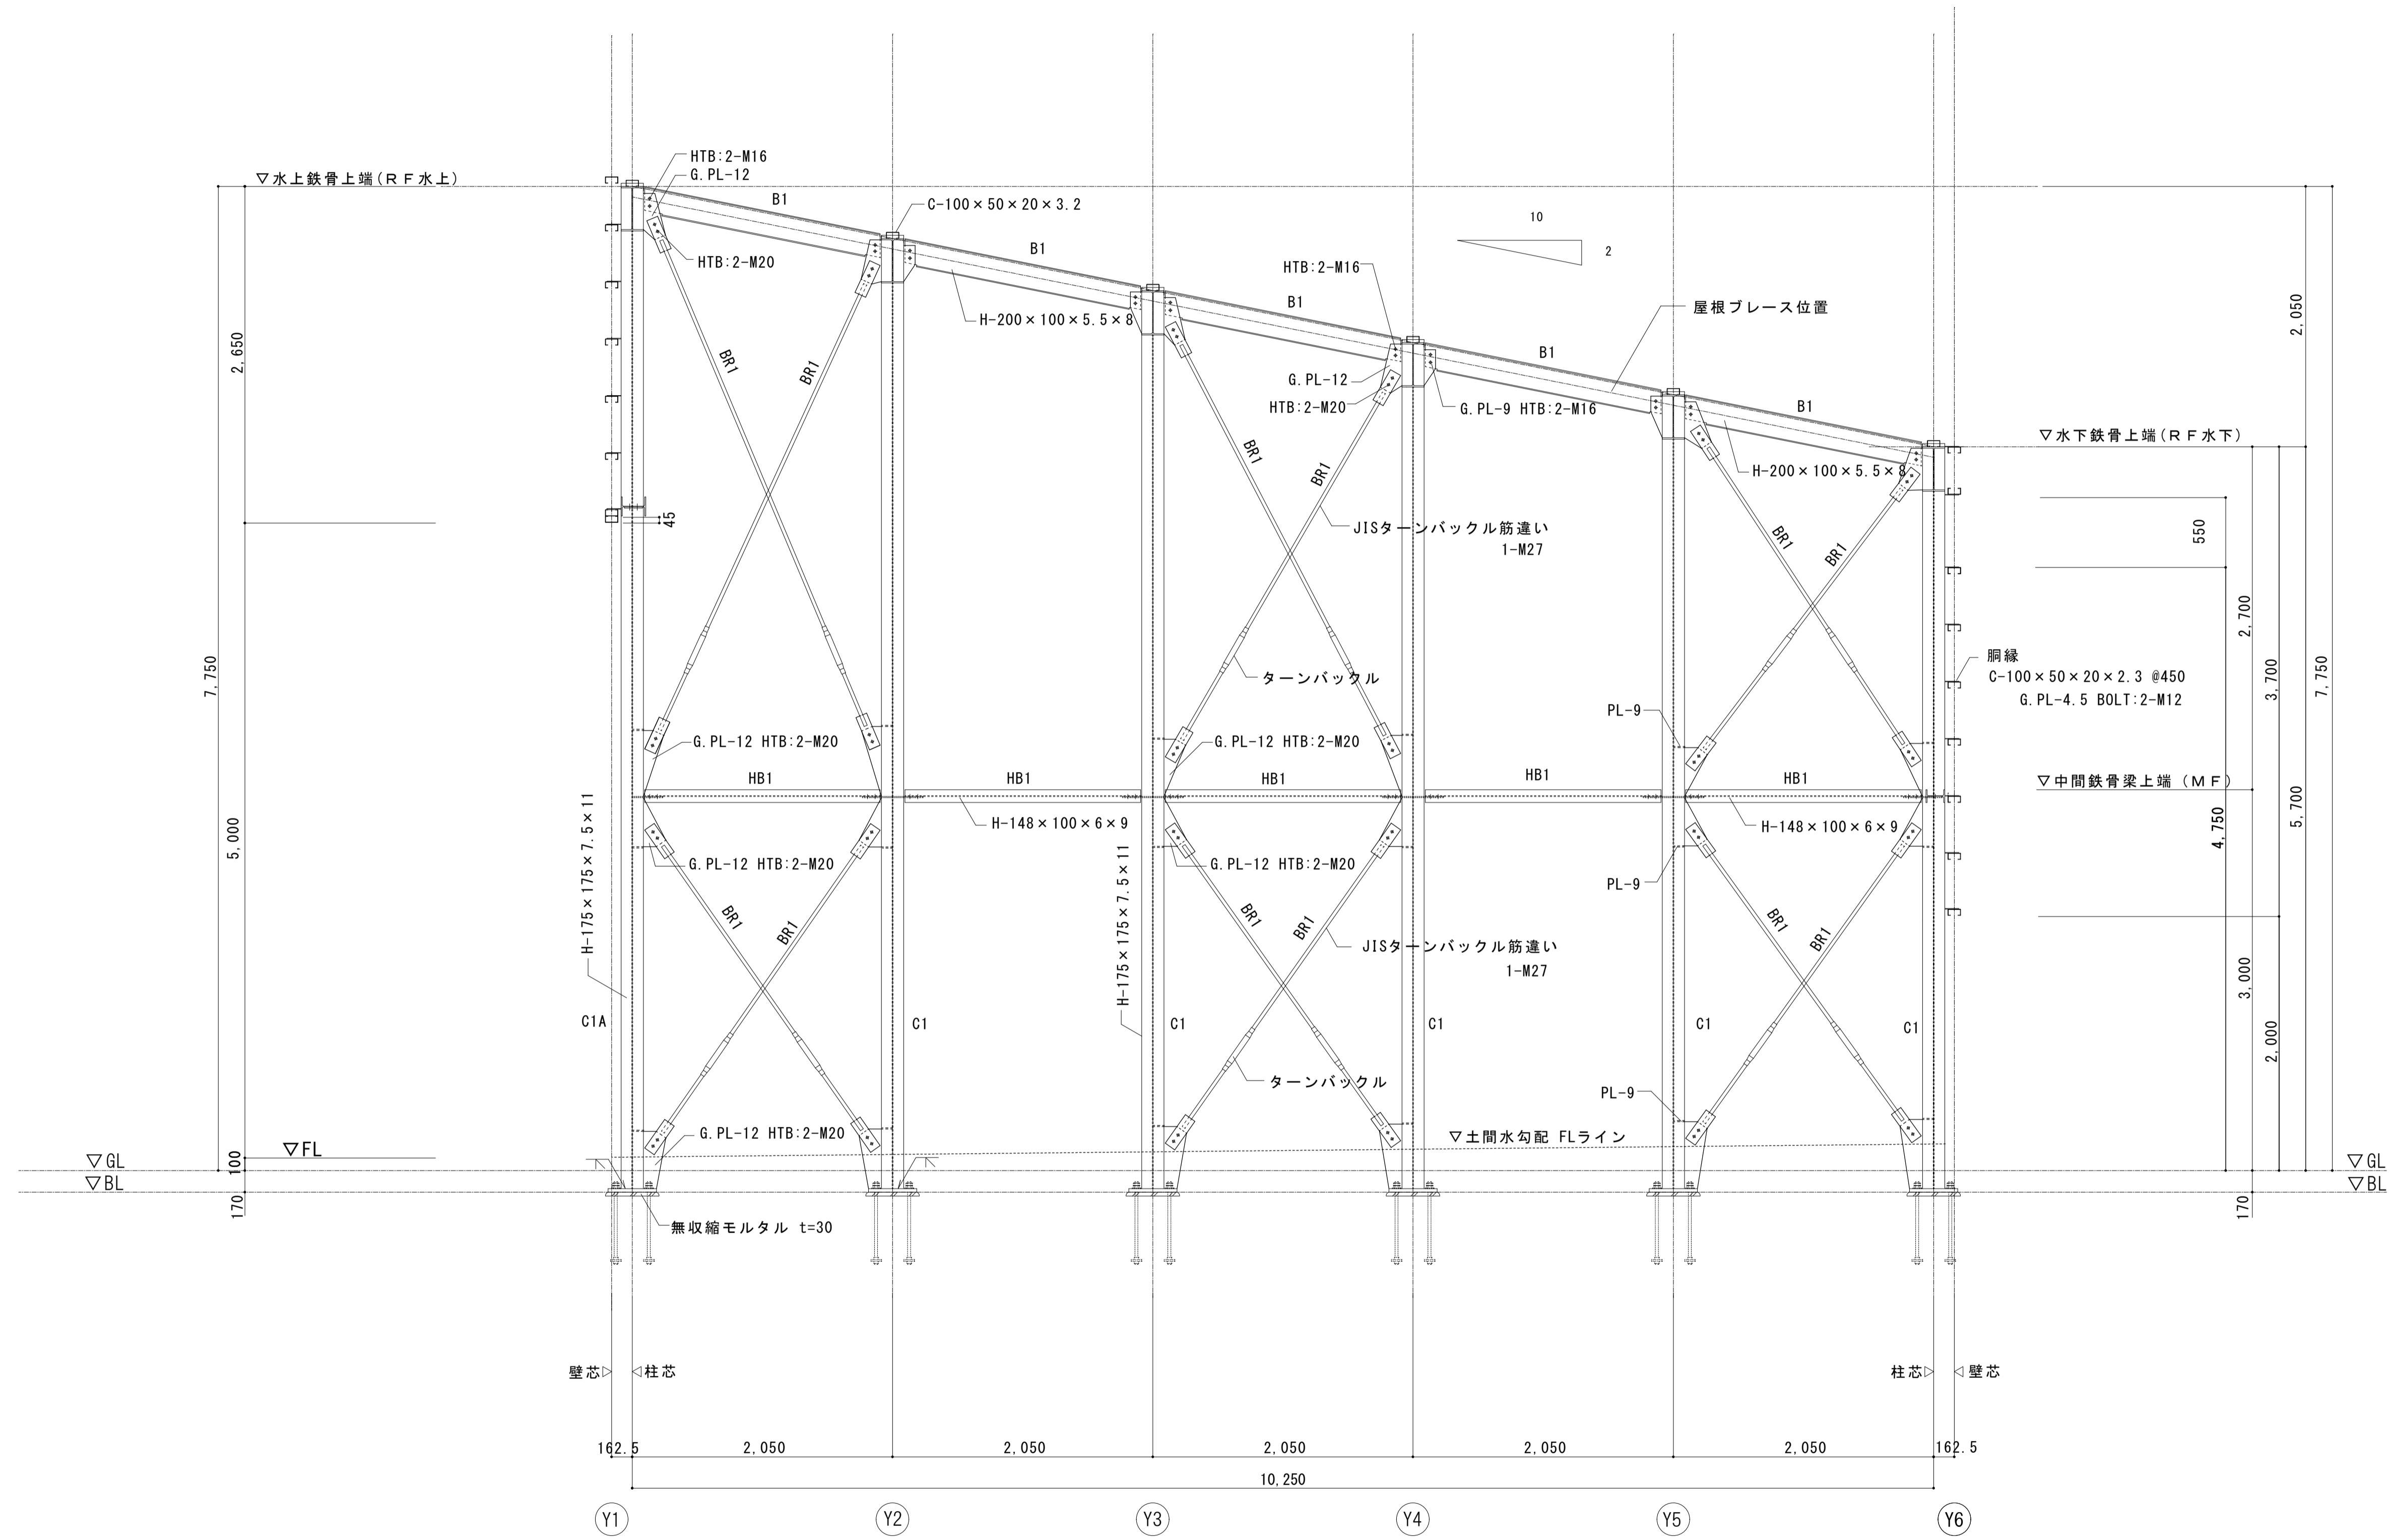 ▽水上鉄骨上端(ＲＦ水上)
HTB:2-M16
G.PL-12
B1
C-100×50×20×3.2
HTB:2-M20
B1
10
2
HTB:2-M16
屋根ブレース位置
B1
H-200×100×5.5×8
2,650
2,050
BR1
BR1
B1
G.PL-12
HTB:2-M20
G.PL-9 HTB:2-M16
B1
▽水下鉄骨上端(ＲＦ水下)
BR1
BR1
H-200×100×5.5×8
45
JISターンバックル筋違い
1-M27
BR1
BR1
550
2,700
7,750
ターンバックル
胴縁
C-100×50×20×2.3 @450
G.PL-4.5 BOLT:2-M12
3,700
7,750
PL-9
G.PL-12 HTB:2-M20
G.PL-12 HTB:2-M20
HB1
HB1
HB1
HB1
HB1
▽中間鉄骨梁上端 (ＭＦ)
H-175×175×7.5×11
H-148×100×6×9
H-148×100×6×9
5,000
4,750
5,700
G.PL-12 HTB:2-M20
G.PL-12 HTB:2-M20
H-175×175×7.5×11
PL-9
BR1
BR1
BR1
BR1
BR1
BR1
JISターンバックル筋違い
1-M27
3,000
C1A
C1
C1
C1
C1
C1
2,000
ターンバックル
PL-9
G.PL-12 HTB:2-M20
▽土間水勾配 FLライン
▽FL
100
▽GL
▽GL
▽BL
▽BL
170
170
無収縮モルタル t=30
壁芯▷
◁柱芯
柱芯▷
◁壁芯
162.5
2,050
2,050
2,050
2,050
2,050
162.5
10,250
Y1
Y2
Y3
Y4
Y5
Y6